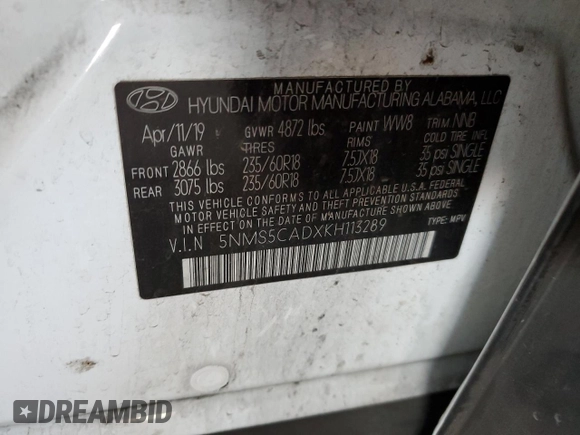 MANUFACTURED BY
HYUNDAI MOTOR MANUFACTURING ALABAMA, LLC
Apr/11/19 GVWR 4872 lbs PAINT WW8 TRIM NNB
GAWR TIRES RIMS COLD TIRE INFL.
FRONT 2866 lbs 235/60R18 7.5JX18 35 psi SINGLE
REAR 3075 lbs 235/60R18 7.5JX18 35 psi SINGLE
THIS VEHICLE CONFORMS TO ALL APPLICABLE U.S.A. FEDERAL
MOTOR VEHICLE SAFETY AND THEFT PREVENTION STANDARDS
IN EFFECT ON THE DATE OF MANUFACTURE SHOWN ABOVE.
V.I.N 5NMS5CADXKH113289 TYPE: MPV
DREAMBID